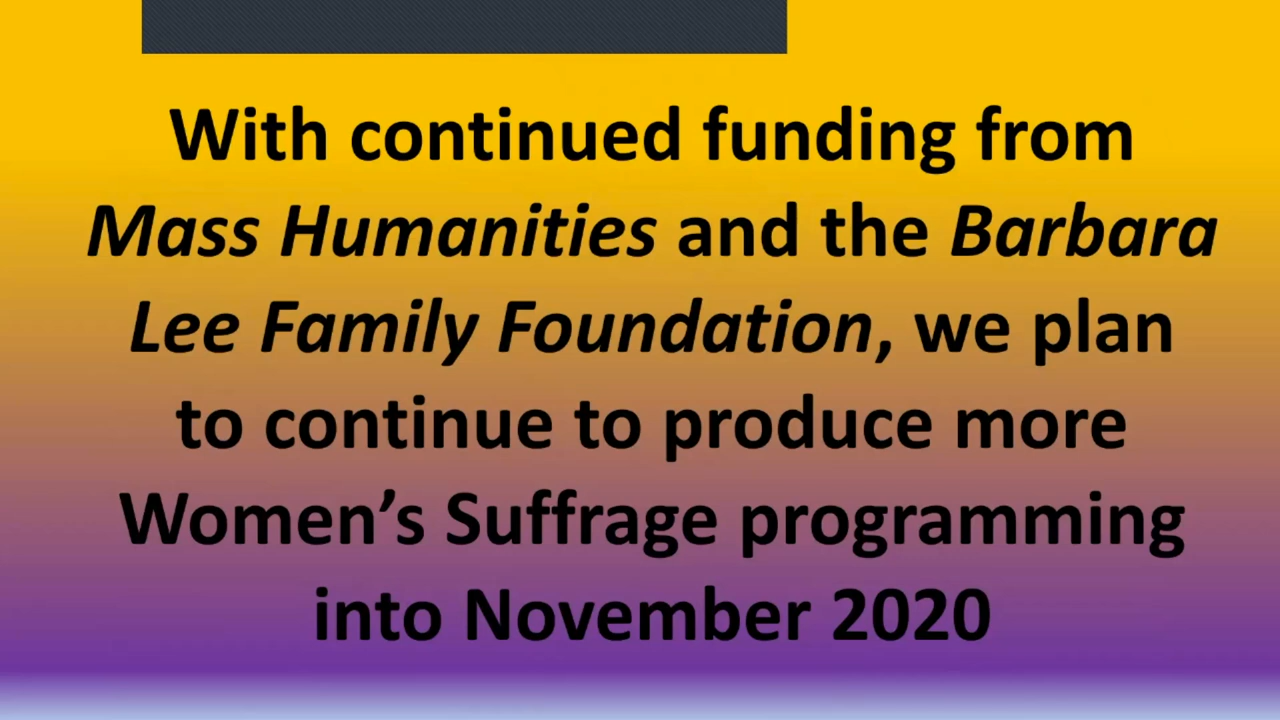 With continued funding from
Mass Humanities and the Barbara
Lee Family Foundation, we plan
to continue to produce more
Women’s Suffrage programming
into November 2020